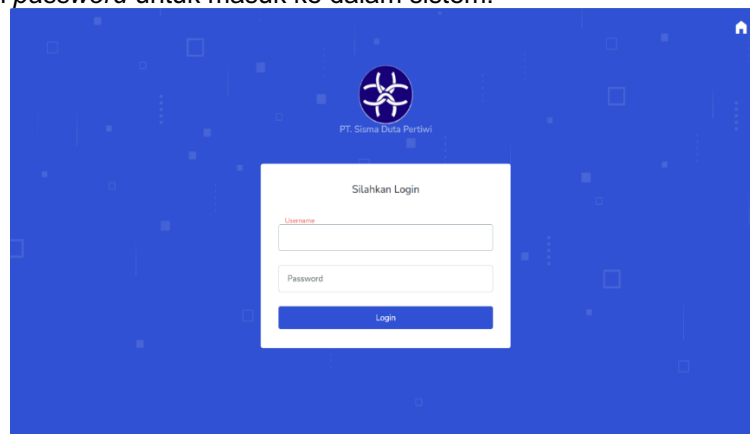 password untuk masuk ke dalam sistem.
PT. Sisma Duta Pertiwi
Silahkan Login
Username
Password
Login